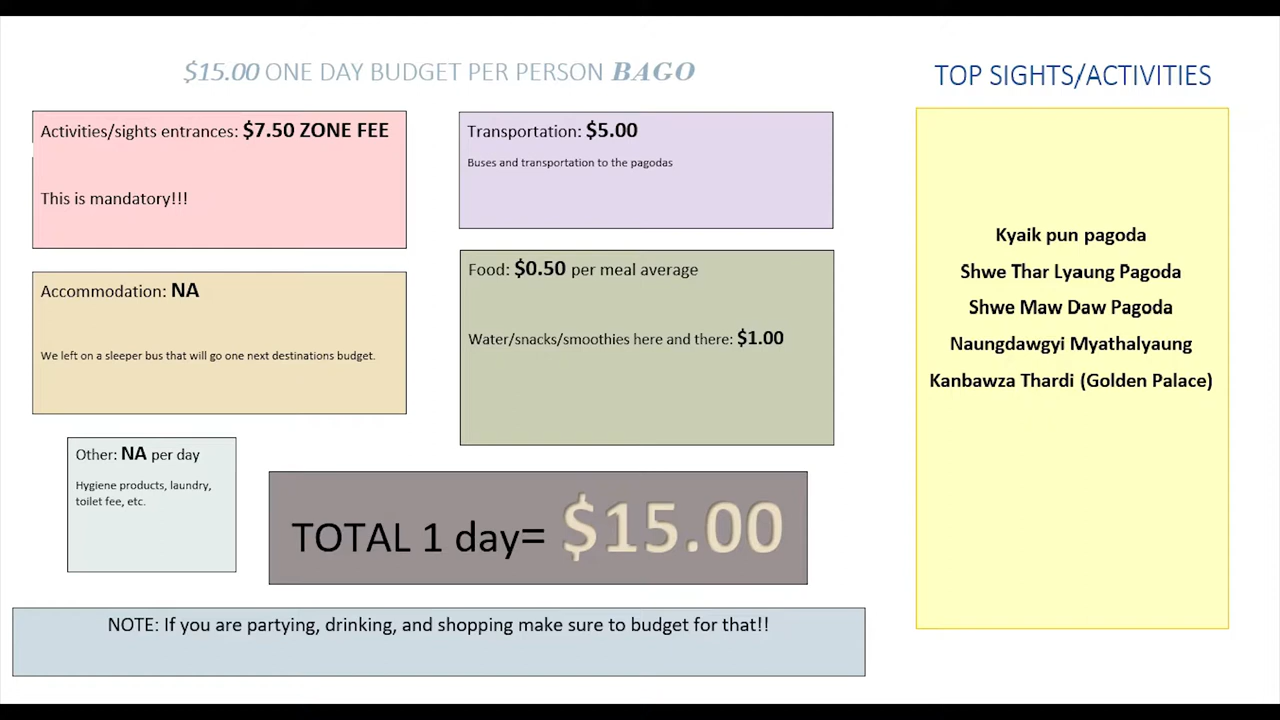 $15.00 ONE DAY BUDGET PER PERSON BAGO
Activities/sights entrances: $7.50 ZONE FEE
This is mandatory!!!
Transportation: $5.00
Buses and transportation to the pagodas
Accommodation: NA
We left on a sleeper bus that will go one next destinations budget.
Food: $0.50 per meal average
Water/snacks/smoothies here and there: $1.00
Other: NA per day
Hygiene products, laundry,
toilet fee, etc.
TOTAL 1 day= $15.00
NOTE: If you are partying, drinking, and shopping make sure to budget for that!!
TOP SIGHTS/ACTIVITIES
Kyaik pun pagoda
Shwe Thar Lyaung Pagoda
Shwe Maw Daw Pagoda
Naungdawgyi Myathalyaung
Kanbawza Thardi (Golden Palace)